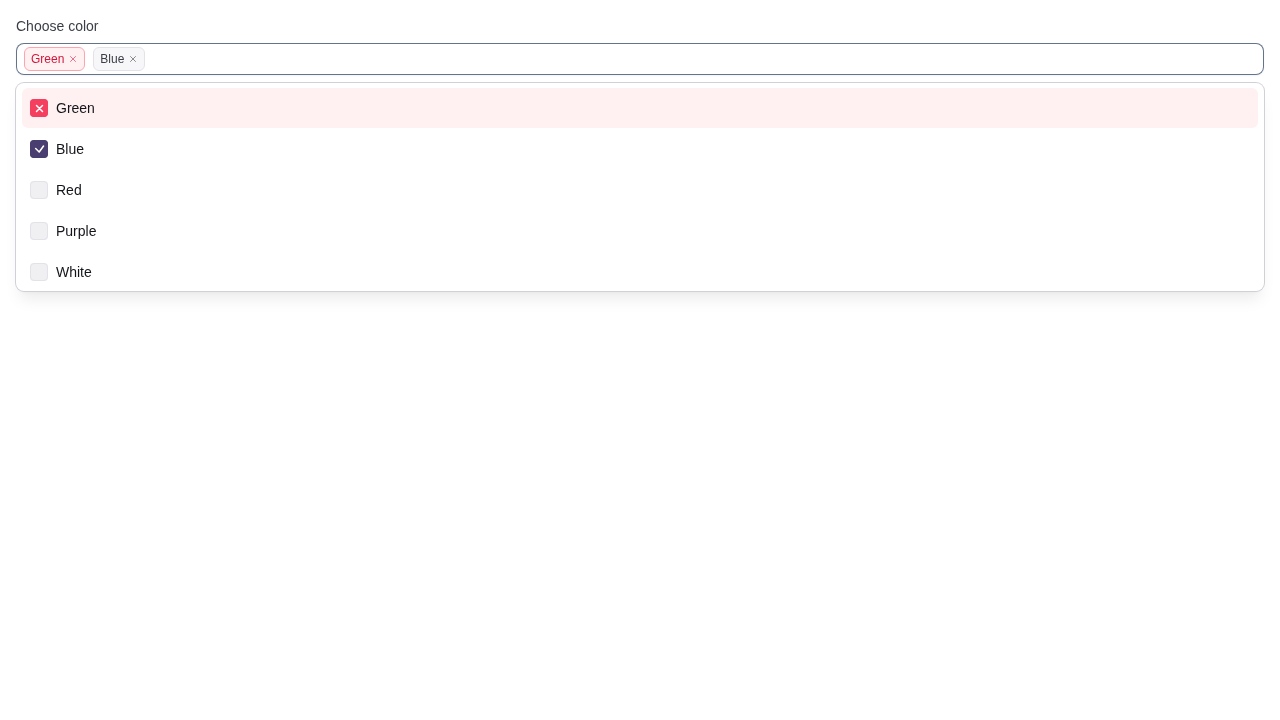 Choose color
Green Blue
Green
Blue
Red
Purple
White